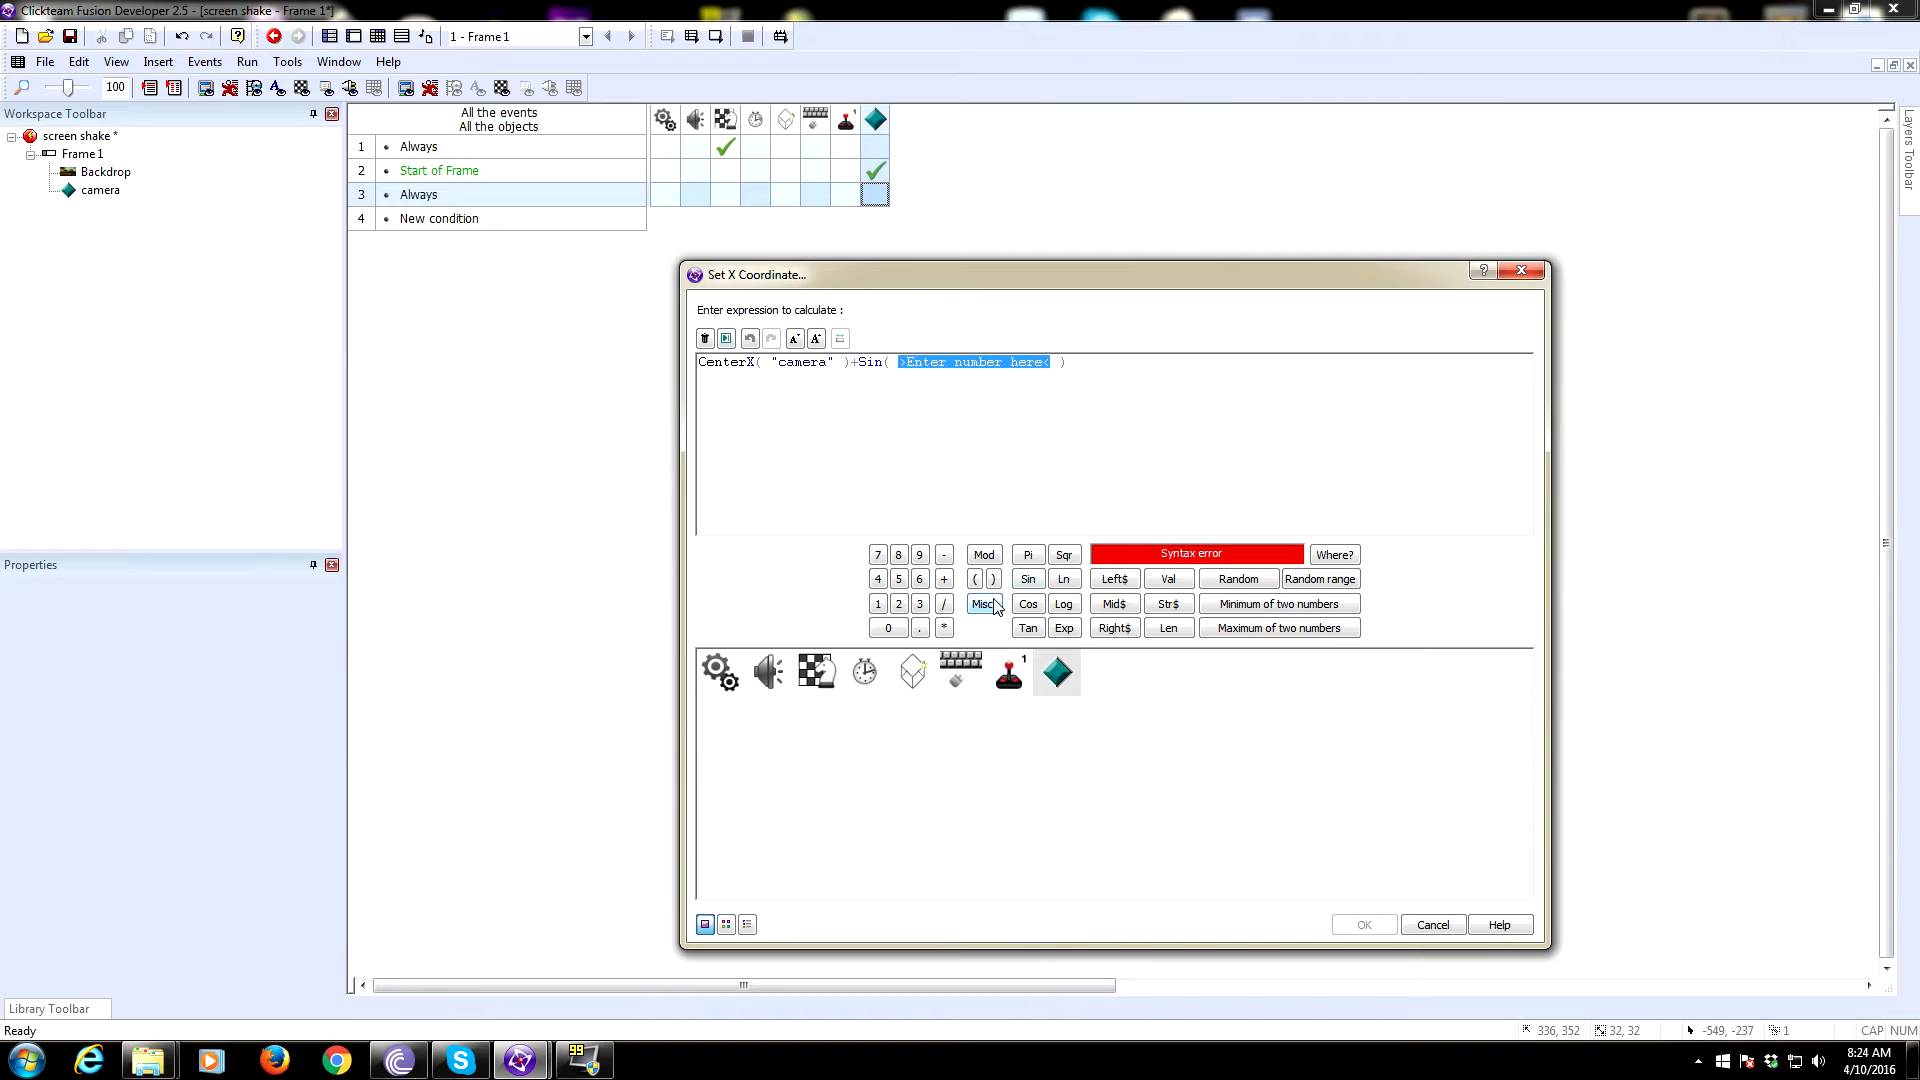 Clickteam Fusion Developer 2.5 - [screen shake - Frame 1*]
1 - Frame 1
File Edit View Insert Events Run Tools Window Help
100
Workspace Toolbar
screen shake *
Frame 1
Backdrop
camera
Properties
Library Toolbar
Layers Toolbar
All the events
All the objects
1 Always
2 Start of Frame
3 Always
4 New condition
Set X Coordinate...
Enter expression to calculate :
CenterX( "camera" )+Sin( >Enter number here< )
7 8 9 - Mod Pi Sqr Syntax error Where?
4 5 6 + ( ) Sin Ln Left$ Val Random Random range
1 2 3 / Misc Cos Log Mid$ Str$ Minimum of two numbers
0 . * Tan Exp Right$ Len Maximum of two numbers
1
OK Cancel Help
Ready
336, 352 32, 32 -549, -237 1 CAP NUM
99
8:24 AM
4/10/2016